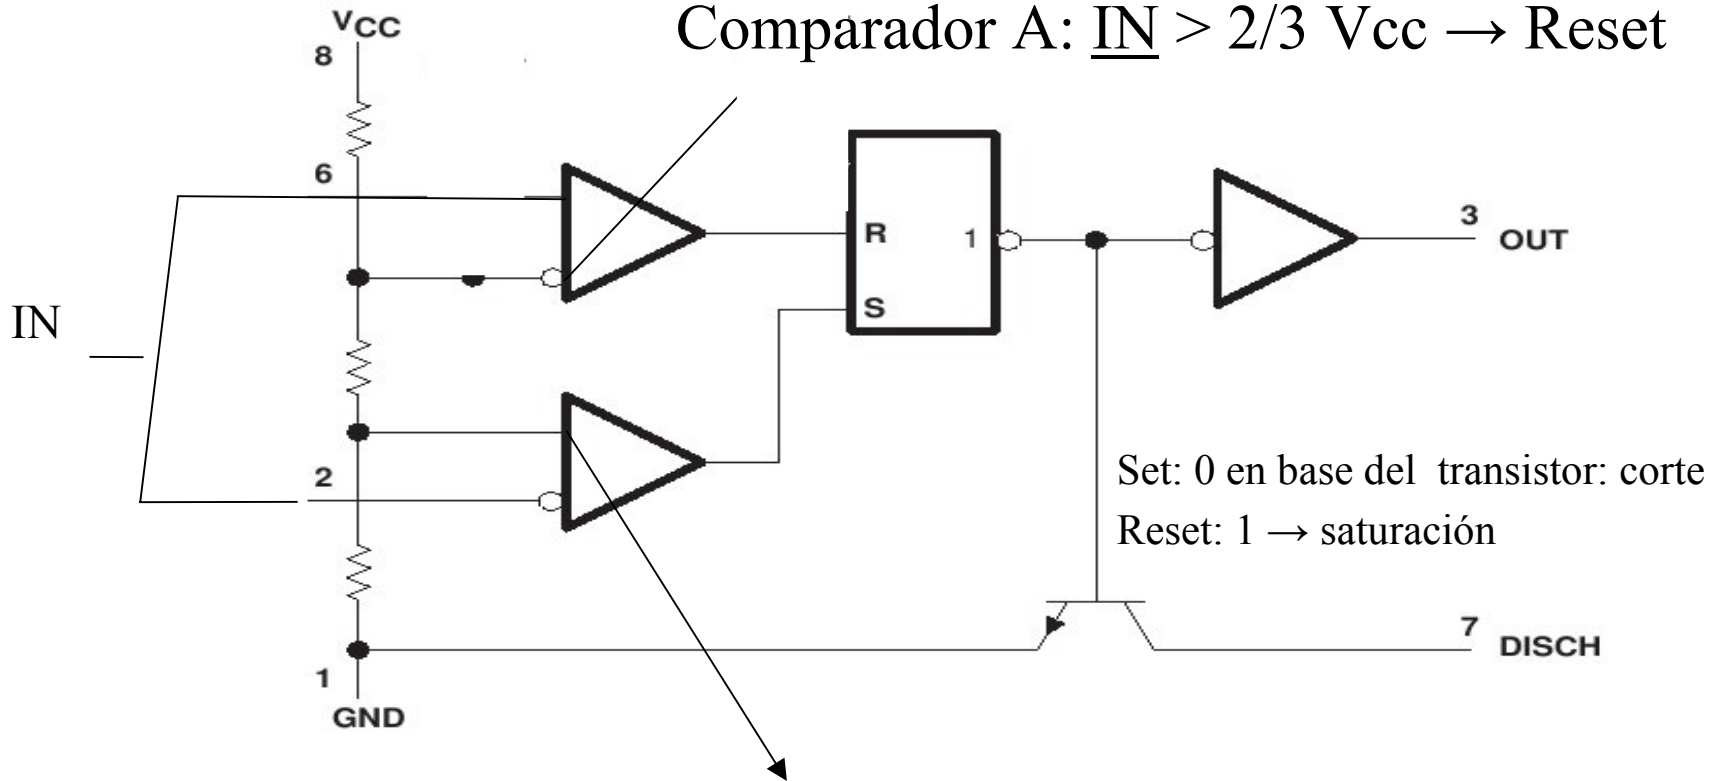 Comparador A: IN > 2/3 Vcc → Reset
VCC
8
6
R
1
3
OUT
S
IN
2
Set: 0 en base del transistor: corte
Reset: 1 → saturación
7
DISCH
1
GND